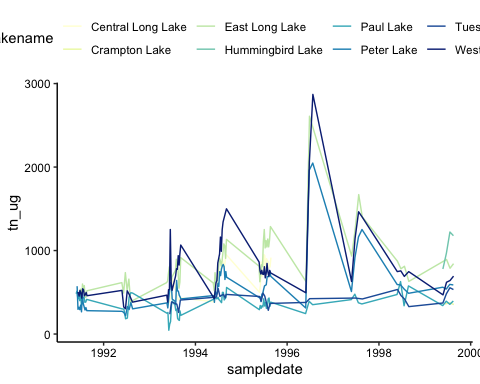 Central Long Lake East Long Lake Paul Lake Tues
akename
Crampton Lake Hummingbird Lake Peter Lake West
3000
2000
tn_ug
1000
0
1992 1994 1996 1998 2000
sampledate